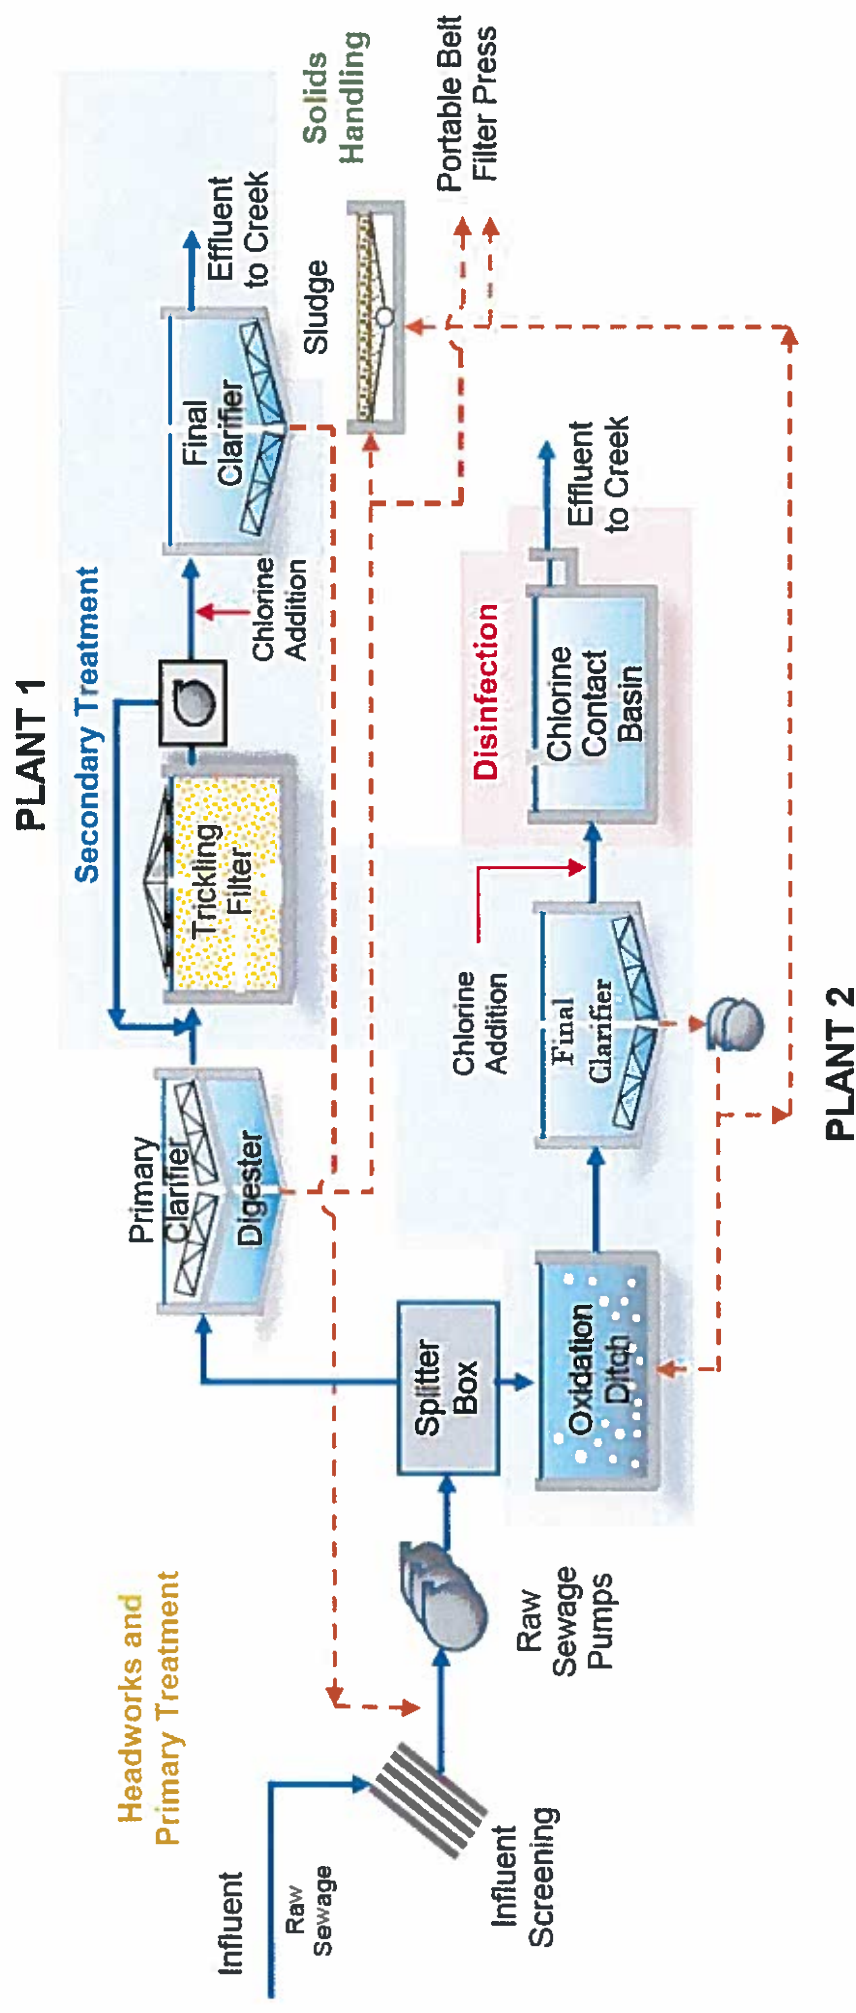 PLANT 1
Headworks and
Primary Treatment
Secondary Treatment
Solids
Handling
Influent
Raw
Sewage
Influent
Screening
Raw
Sewage
Pumps
Splitter
Box
Primary
Clarifier
Digester
Trickling
Filter
Chlorine
Addition
Final
Clarifier
Effluent
to Creek
Sludge
Portable Belt
Filter Press
Oxidation
Ditch
Final
Clarifier
Chlorine
Addition
Disinfection
Chlorine
Contact
Basin
Effluent
to Creek
PLANT 2